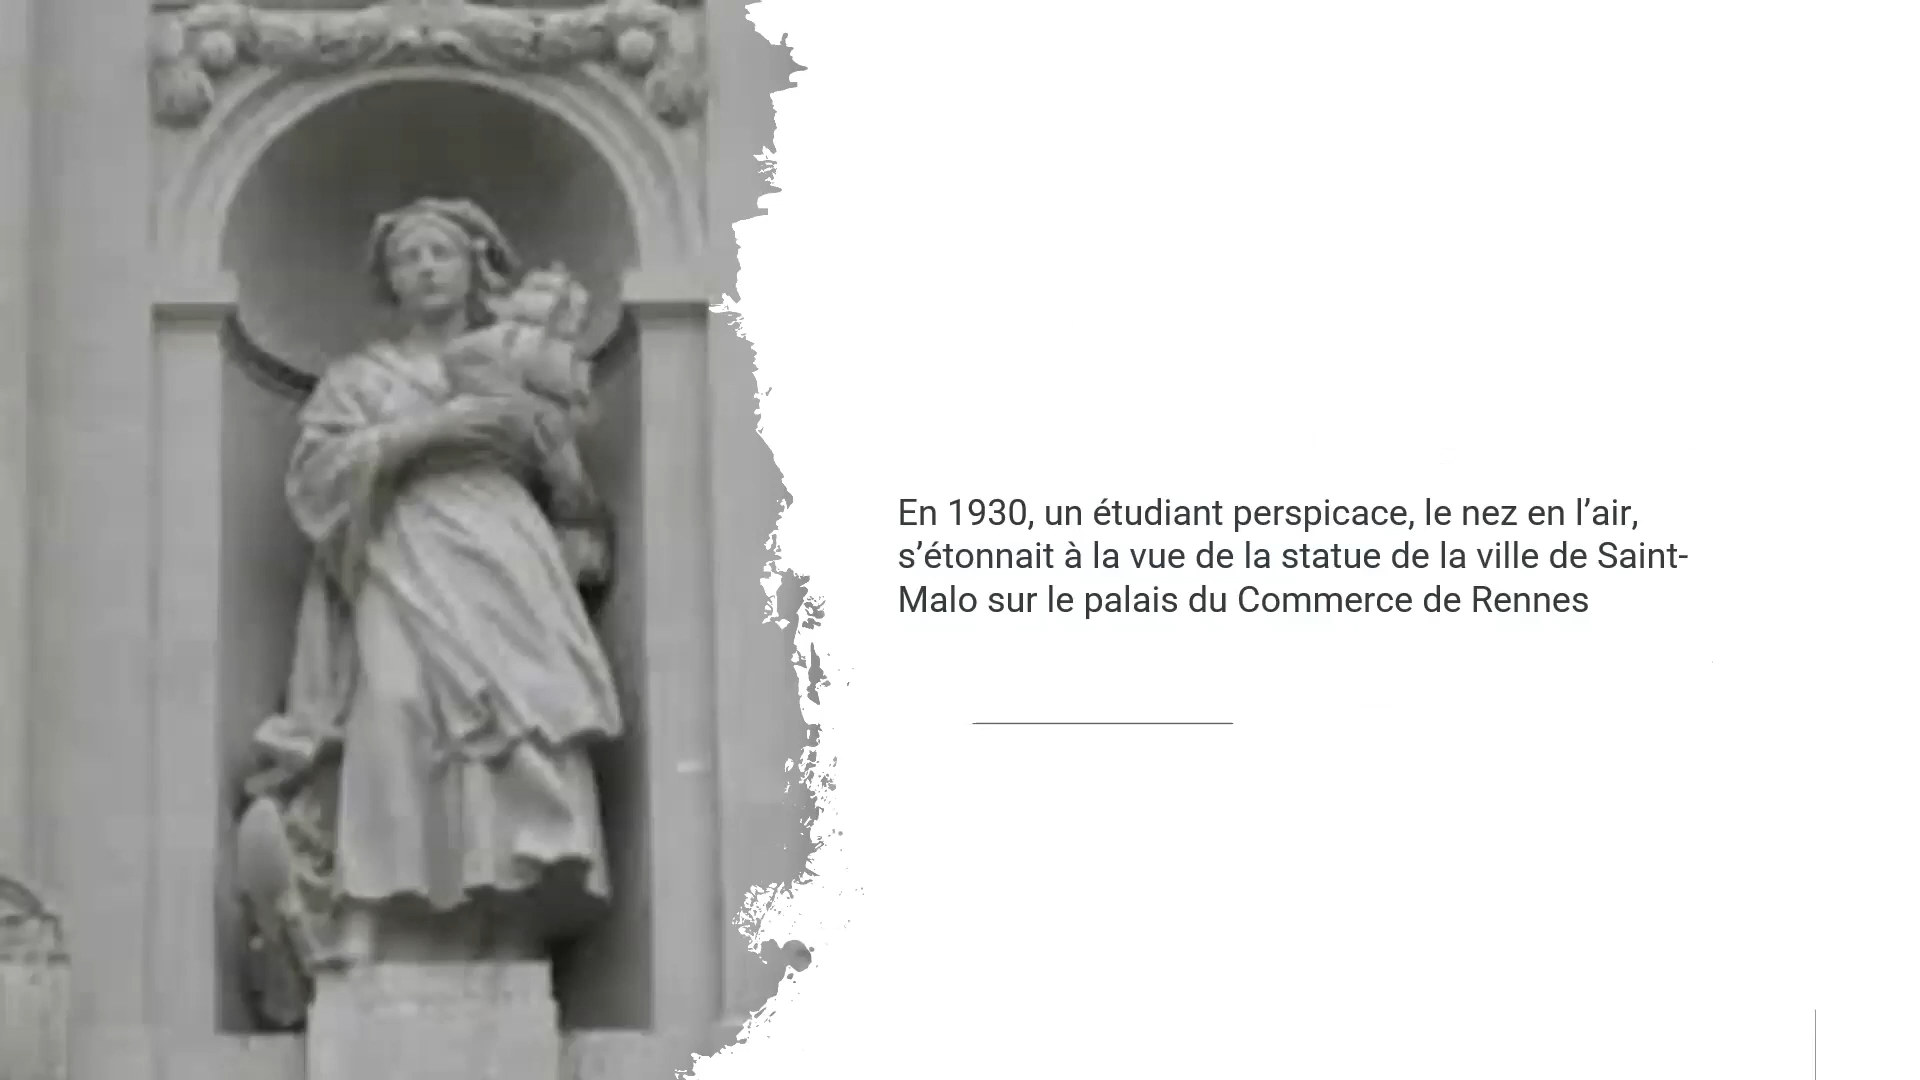 En 1930, un étudiant perspicace, le nez en l’air,
s’étonnait à la vue de la statue de la ville de Saint-
Malo sur le palais du Commerce de Rennes